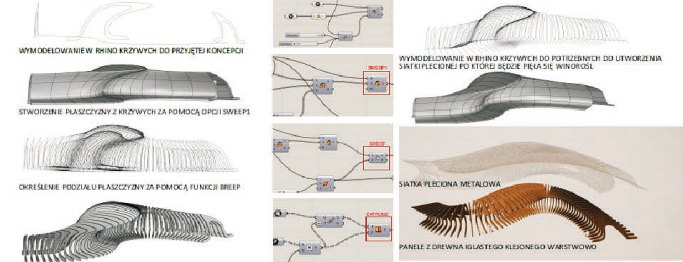 WYMODELOWANIE W RHINO KRZYWYCH DO PRZYJĘTEJ KONCEPCJI
STWORZENIE PŁASZCZYZNY Z KRZYWYCH ZA POMOCĄ OPCJI SWEEP1
OKREŚLENIE PODZIAŁU PŁASZCZYZNY ZA POMOCĄ FUNKCJI BREEP
WYMODELOWANIE W RHINO KRZYWYCH DO POTRZEBNYCH DO UTWORZENIA
SIATKI PLECIONEJ PO KTÓREJ BĘDZIE PIĘŁA SIĘ WINOROŚL
SIATKA PLECIONA METALOWA
PANELE Z DREWNA IGLASTEGO KLEJONEGO WARSTWOWO